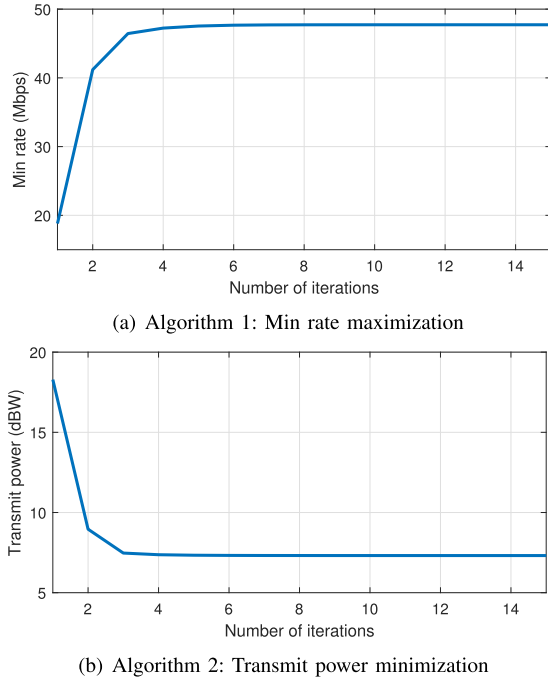 50
40
30
20
Min rate (Mbps)
2 4 6 8 10 12 14
Number of iterations
(a) Algorithm 1: Min rate maximization
20
15
10
5
Transmit power (dBW)
2 4 6 8 10 12 14
Number of iterations
(b) Algorithm 2: Transmit power minimization